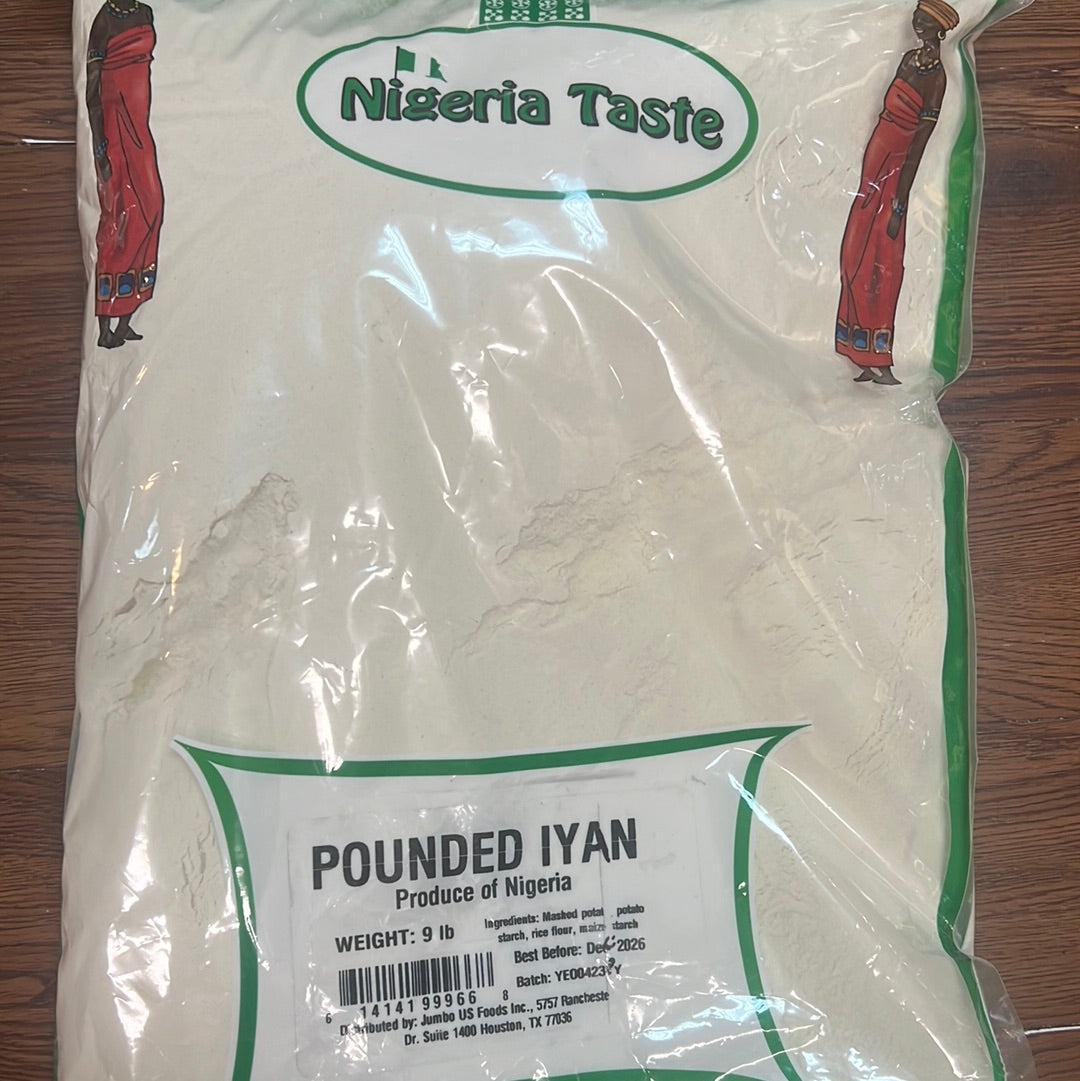 Nigeria Taste
POUNDED IYAN
Produce of Nigeria
Ingredients: Mashed potat , potato
starch, rice flour, maize starch
WEIGHT: 9 lb
Best Before: Dec 2026
Batch:
6 14141 99966 8
Distributed by: Jumbo US Foods Inc., 5757 Rancheste
Dr. Suite 1400 Houston, TX 77036